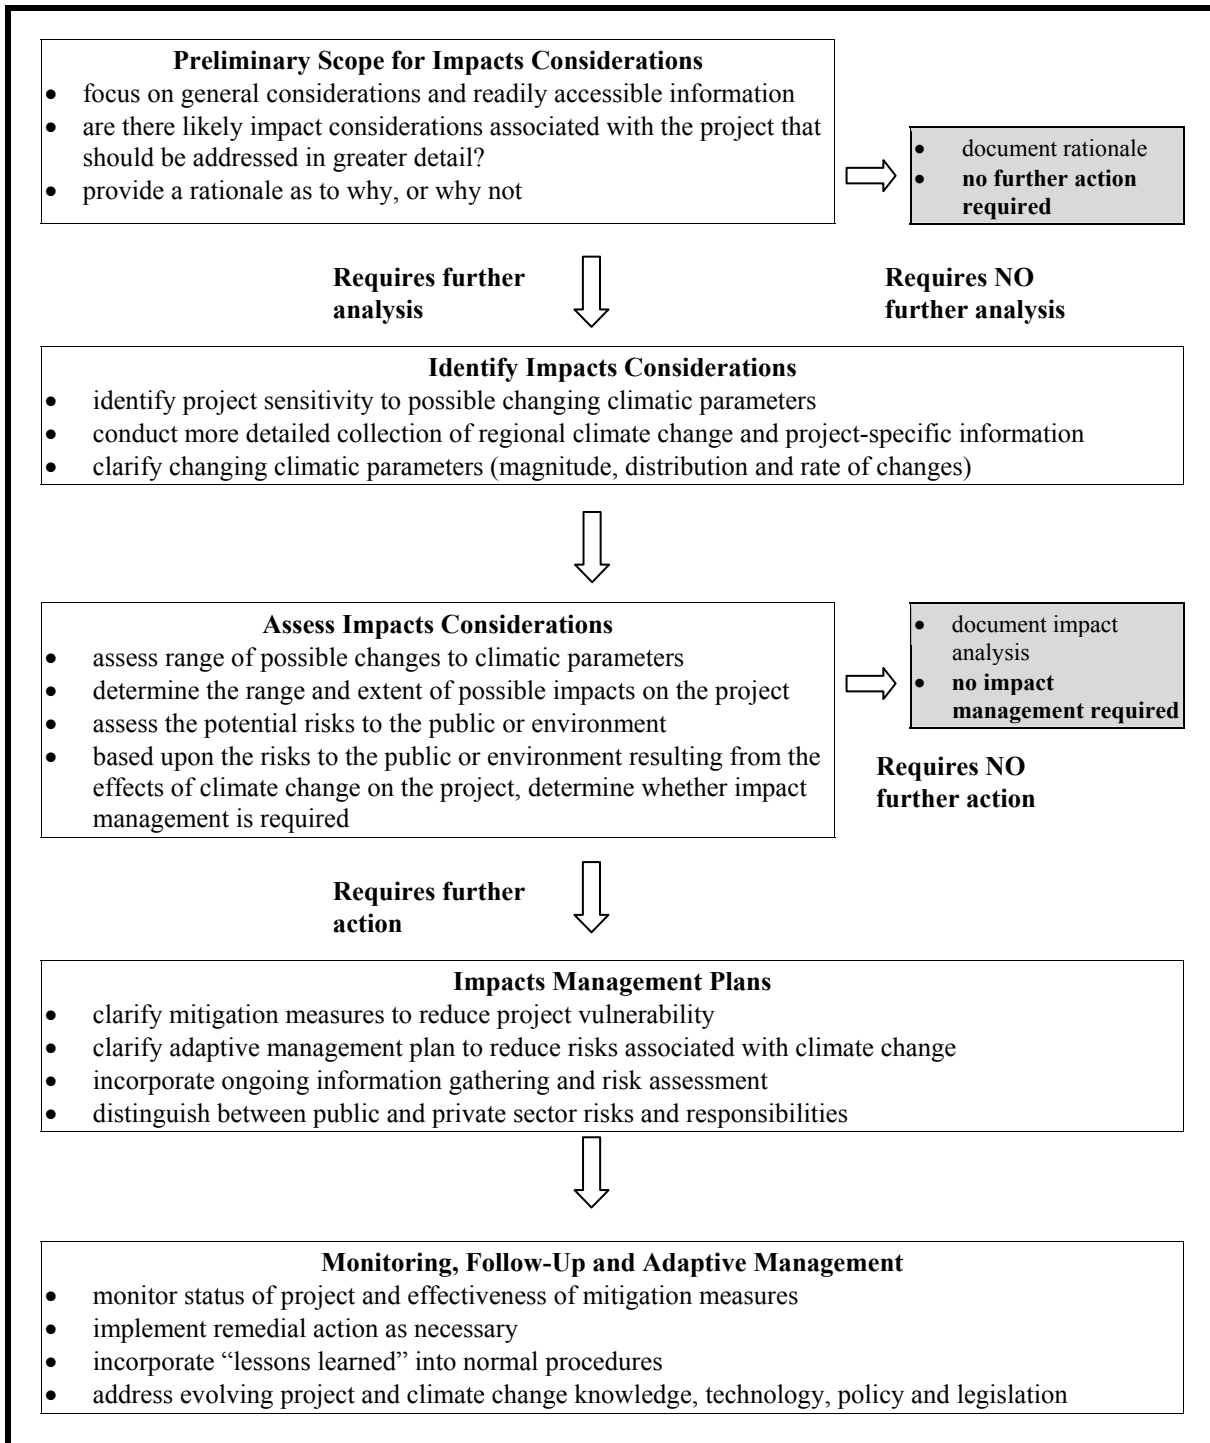 Preliminary Scope for Impacts Considerations
• focus on general considerations and readily accessible information
• are there likely impact considerations associated with the project that
should be addressed in greater detail?
• provide a rationale as to why, or why not
• document rationale
• no further action
required
Requires further
analysis
Requires NO
further analysis
Identify Impacts Considerations
• identify project sensitivity to possible changing climatic parameters
• conduct more detailed collection of regional climate change and project-specific information
• clarify changing climatic parameters (magnitude, distribution and rate of changes)
Assess Impacts Considerations
• assess range of possible changes to climatic parameters
• determine the range and extent of possible impacts on the project
• assess the potential risks to the public or environment
• based upon the risks to the public or environment resulting from the
effects of climate change on the project, determine whether impact
management is required
• document impact
analysis
• no impact
management required
Requires NO
further action
Requires further
action
Impacts Management Plans
• clarify mitigation measures to reduce project vulnerability
• clarify adaptive management plan to reduce risks associated with climate change
• incorporate ongoing information gathering and risk assessment
• distinguish between public and private sector risks and responsibilities
Monitoring, Follow-Up and Adaptive Management
• monitor status of project and effectiveness of mitigation measures
• implement remedial action as necessary
• incorporate “lessons learned” into normal procedures
• address evolving project and climate change knowledge, technology, policy and legislation